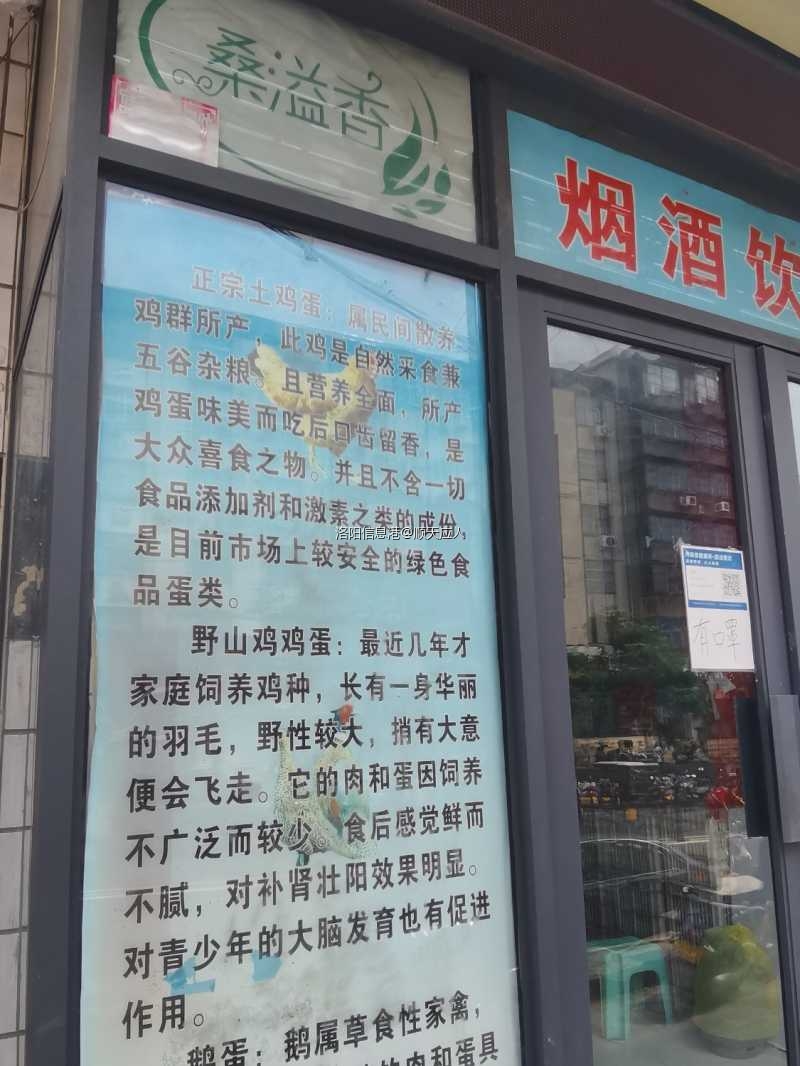 桑溢香
烟酒饮
正宗土鸡蛋：属民间散养
鸡群所产，此鸡是自然采食兼
五谷杂粮。且营养全面，所产
鸡蛋味美而吃后口齿留香，是
大众喜食之物。并且不含一切
食品添加剂和激素之类的成份，
是目前市场上较安全的绿色食
品蛋类。
野山鸡鸡蛋：最近几年才
家庭饲养鸡种，长有一身华丽
的羽毛，野性较大，捎有大意
便会飞走。它的肉和蛋因饲养
不广泛而较少。食后感觉鲜而
不腻，对补肾壮阳效果明显。
对青少年的大脑发育也有促进
作用。
鹅蛋：鹅属草食性家禽，
肉和蛋具
有口罩
洛阳信息港@顺天应人